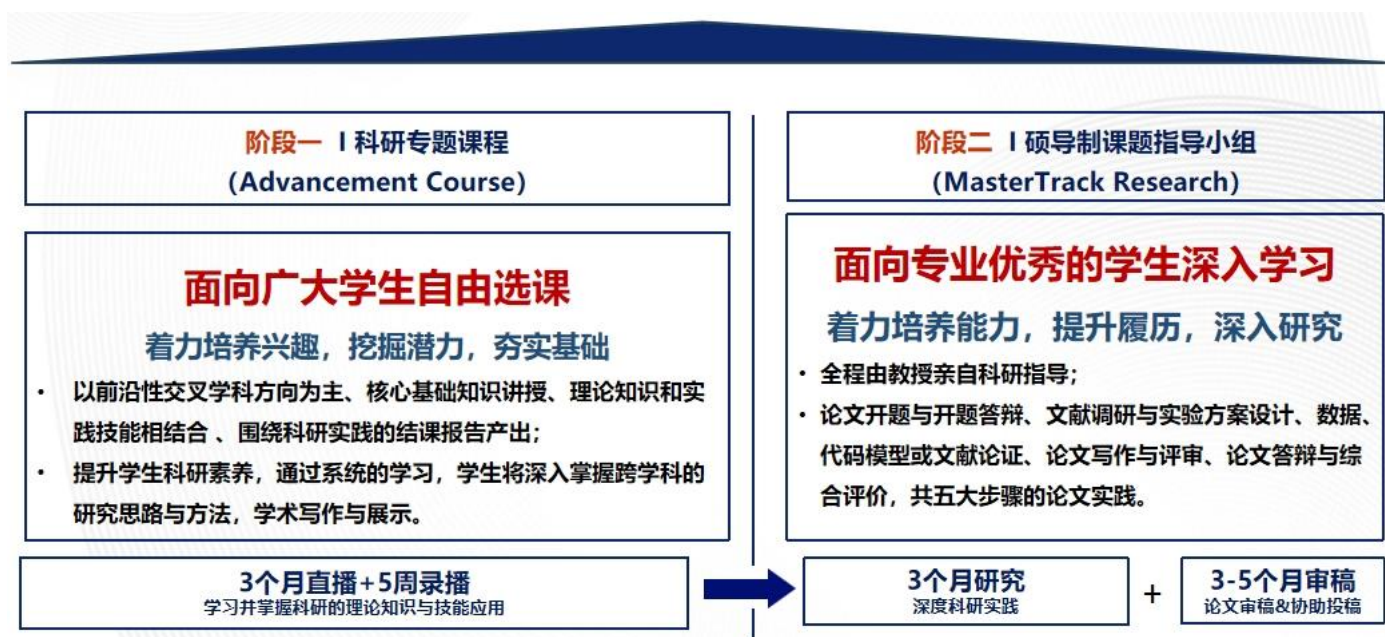 阶段一 I 科研专题课程
（Advancement Course）
面向广大学生自由选课
着力培养兴趣，挖掘潜力，夯实基础
• 以前沿性交叉学科方向为主、核心基础知识讲授、理论知识和实
践技能相结合 、围绕科研实践的结课报告产出；
• 提升学生科研素养，通过系统的学习，学生将深入掌握跨学科的
研究思路与方法，学术写作与展示。
3个月直播+5周录播
学习并掌握科研的理论知识与技能应用
阶段二 I 硕导制课题指导小组
（MasterTrack Research）
面向专业优秀的学生深入学习
着力培养能力，提升履历，深入研究
• 全程由教授亲自科研指导；
• 论文开题与开题答辩、文献调研与实验方案设计、数据、
代码模型或文献论证、论文写作与评审、论文答辩与综
合评价，共五大步骤的论文实践。
3个月研究
深度科研实践
+
3-5个月审稿
论文审稿&协助投稿